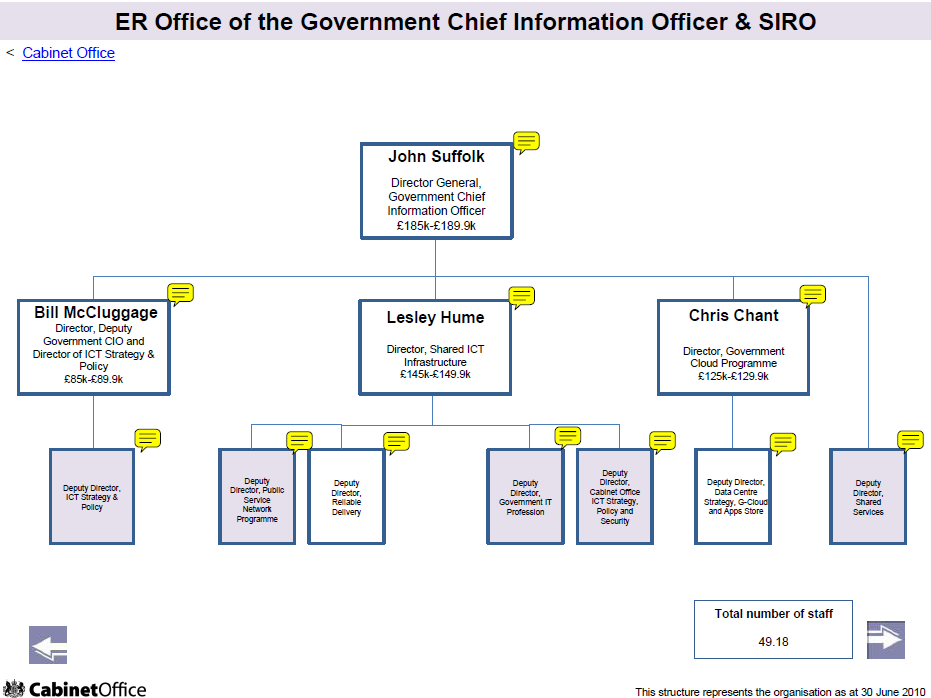 ER Office of the Government Chief Information Officer & SIRO
< Cabinet Office
John Suffolk
Director General,
Government Chief
Information Officer
£185k-£189.9k
Bill McCluggage
Director, Deputy
Government CIO and
Director of ICT Strategy &
Policy
£85k-£89.9k
Lesley Hume
Director, Shared ICT
Infrastructure
£145k-£149.9k
Chris Chant
Director, Government
Cloud Programme
£125k-£129.9k
Deputy Director,
ICT Strategy &
Policy
Deputy
Director, Public
Service
Network
Programme
Deputy
Director,
Reliable
Delivery
Deputy
Director,
Government IT
Profession
Deputy
Director,
Cabinet Office
ICT Strategy,
Policy and
Security
Deputy Director,
Data Centre
Strategy, G-Cloud
and Apps Store
Deputy
Director,
Shared
Services
Total number of staff
49.18
CabinetOffice
This structure represents the organisation as at 30 June 2010